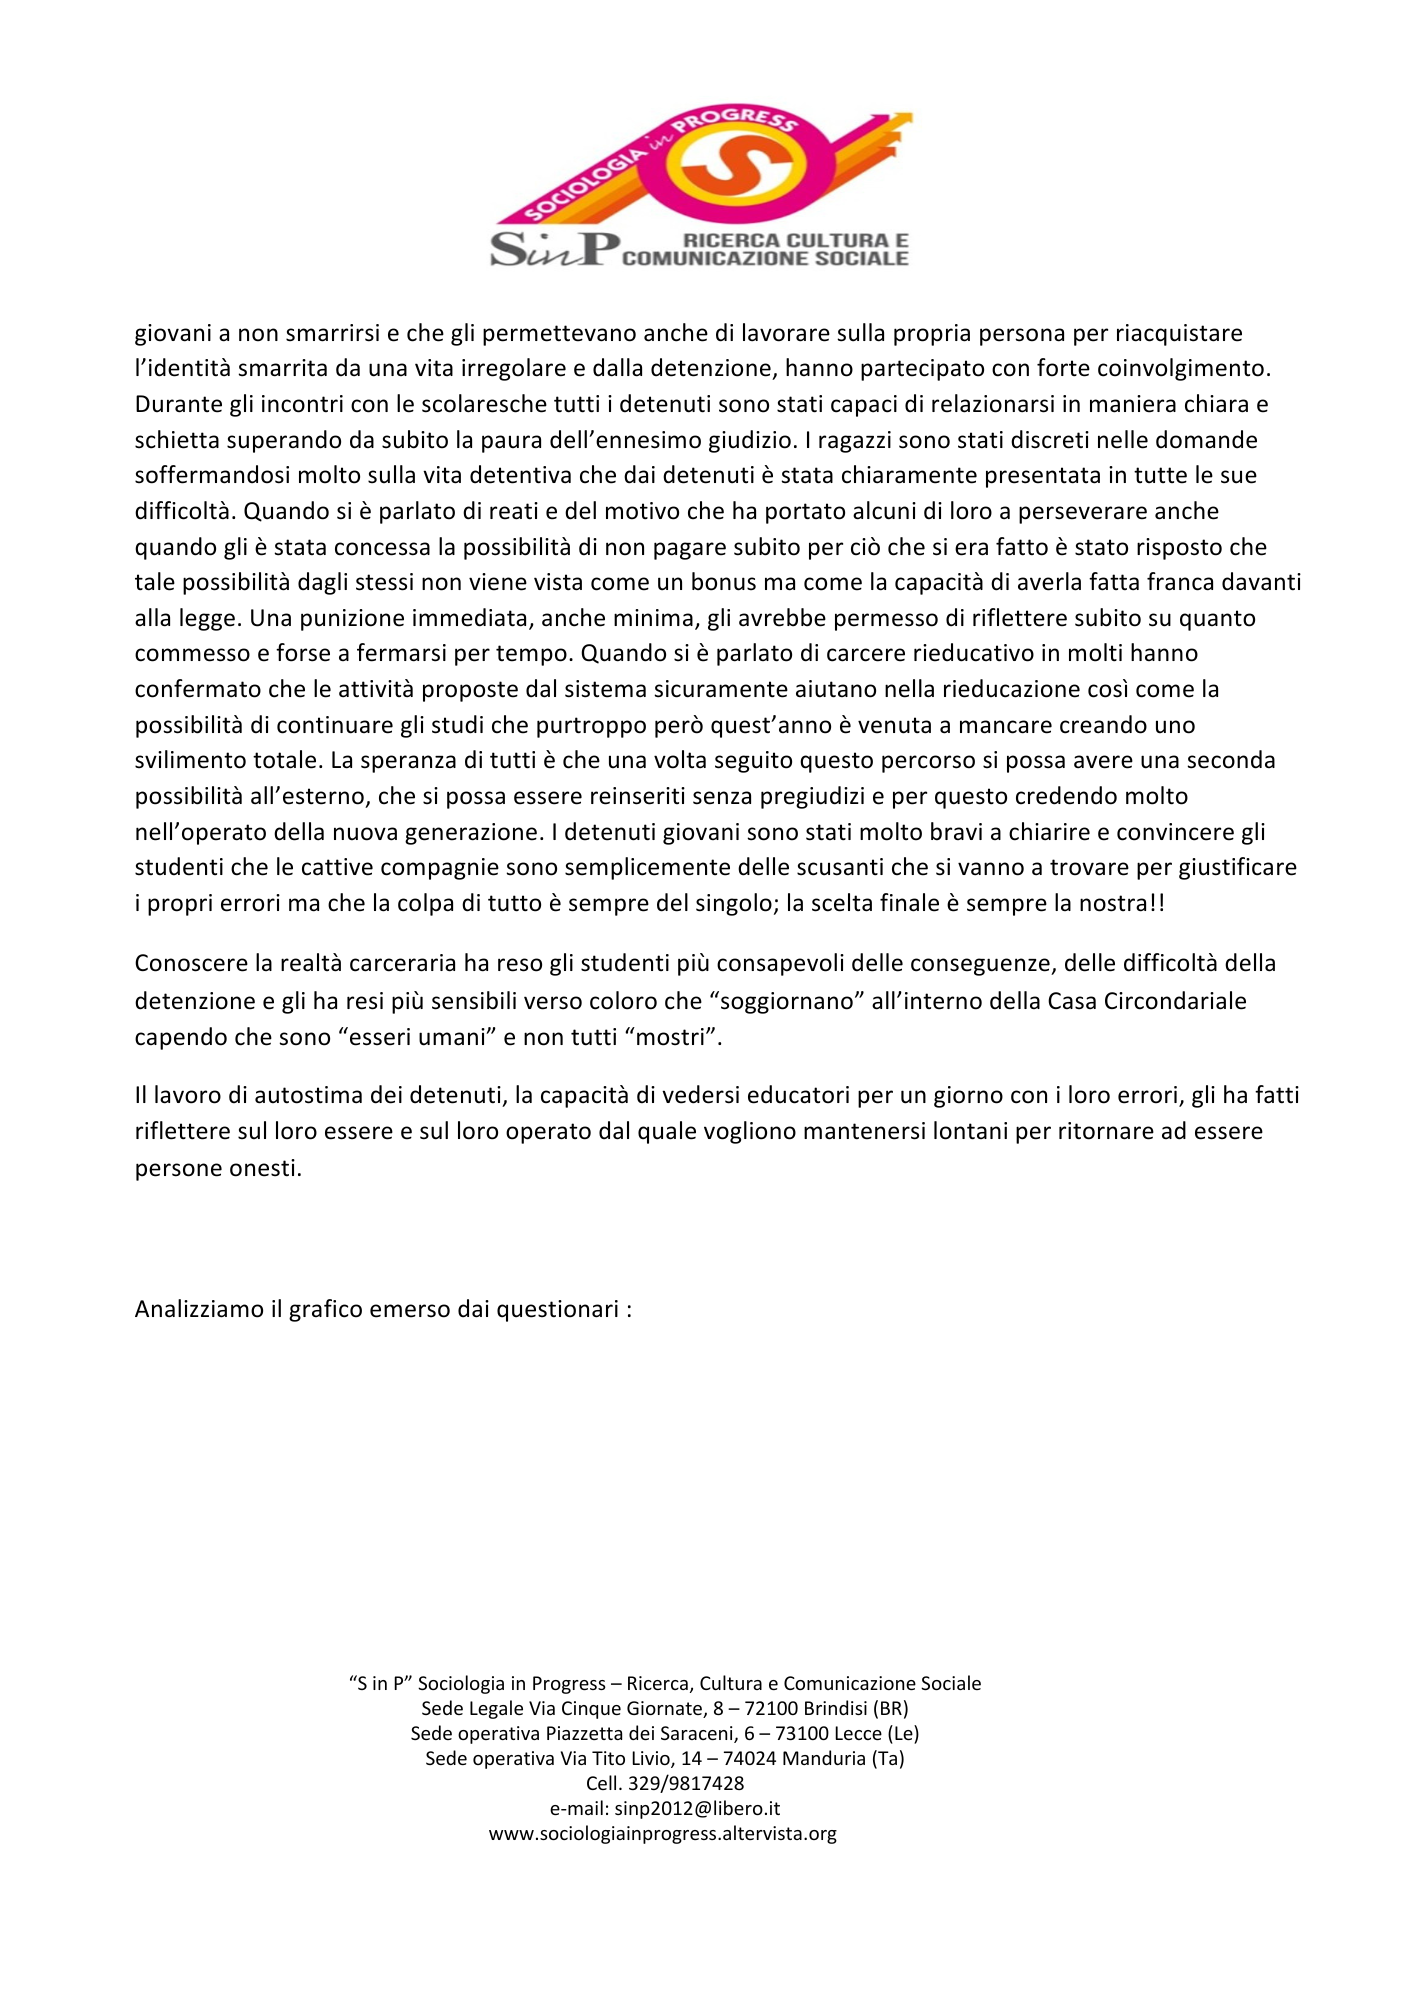 SOCIOLOGIA in PROGRESS
S
SinP RICERCA CULTURA E
COMUNICAZIONE SOCIALE
giovani a non smarrirsi e che gli permettevano anche di lavorare sulla propria persona per riacquistare
l’identità smarrita da una vita irregolare e dalla detenzione, hanno partecipato con forte coinvolgimento.
Durante gli incontri con le scolaresche tutti i detenuti sono stati capaci di relazionarsi in maniera chiara e
schietta superando da subito la paura dell’ennesimo giudizio. I ragazzi sono stati discreti nelle domande
soffermandosi molto sulla vita detentiva che dai detenuti è stata chiaramente presentata in tutte le sue
difficoltà. Quando si è parlato di reati e del motivo che ha portato alcuni di loro a perseverare anche
quando gli è stata concessa la possibilità di non pagare subito per ciò che si era fatto è stato risposto che
tale possibilità dagli stessi non viene vista come un bonus ma come la capacità di averla fatta franca davanti
alla legge. Una punizione immediata, anche minima, gli avrebbe permesso di riflettere subito su quanto
commesso e forse a fermarsi per tempo. Quando si è parlato di carcere rieducativo in molti hanno
confermato che le attività proposte dal sistema sicuramente aiutano nella rieducazione così come la
possibilità di continuare gli studi che purtroppo però quest’anno è venuta a mancare creando uno
svilimento totale. La speranza di tutti è che una volta seguito questo percorso si possa avere una seconda
possibilità all’esterno, che si possa essere reinseriti senza pregiudizi e per questo credendo molto
nell’operato della nuova generazione. I detenuti giovani sono stati molto bravi a chiarire e convincere gli
studenti che le cattive compagnie sono semplicemente delle scusanti che si vanno a trovare per giustificare
i propri errori ma che la colpa di tutto è sempre del singolo; la scelta finale è sempre la nostra!!
Conoscere la realtà carceraria ha reso gli studenti più consapevoli delle conseguenze, delle difficoltà della
detenzione e gli ha resi più sensibili verso coloro che “soggiornano” all’interno della Casa Circondariale
capendo che sono “esseri umani” e non tutti “mostri”.
Il lavoro di autostima dei detenuti, la capacità di vedersi educatori per un giorno con i loro errori, gli ha fatti
riflettere sul loro essere e sul loro operato dal quale vogliono mantenersi lontani per ritornare ad essere
persone onesti.
Analizziamo il grafico emerso dai questionari :
“S in P” Sociologia in Progress – Ricerca, Cultura e Comunicazione Sociale
Sede Legale Via Cinque Giornate, 8 – 72100 Brindisi (BR)
Sede operativa Piazzetta dei Saraceni, 6 – 73100 Lecce (Le)
Sede operativa Via Tito Livio, 14 – 74024 Manduria (Ta)
Cell. 329/9817428
e-mail: sinp2012@libero.it
www.sociologiainprogress.altervista.org